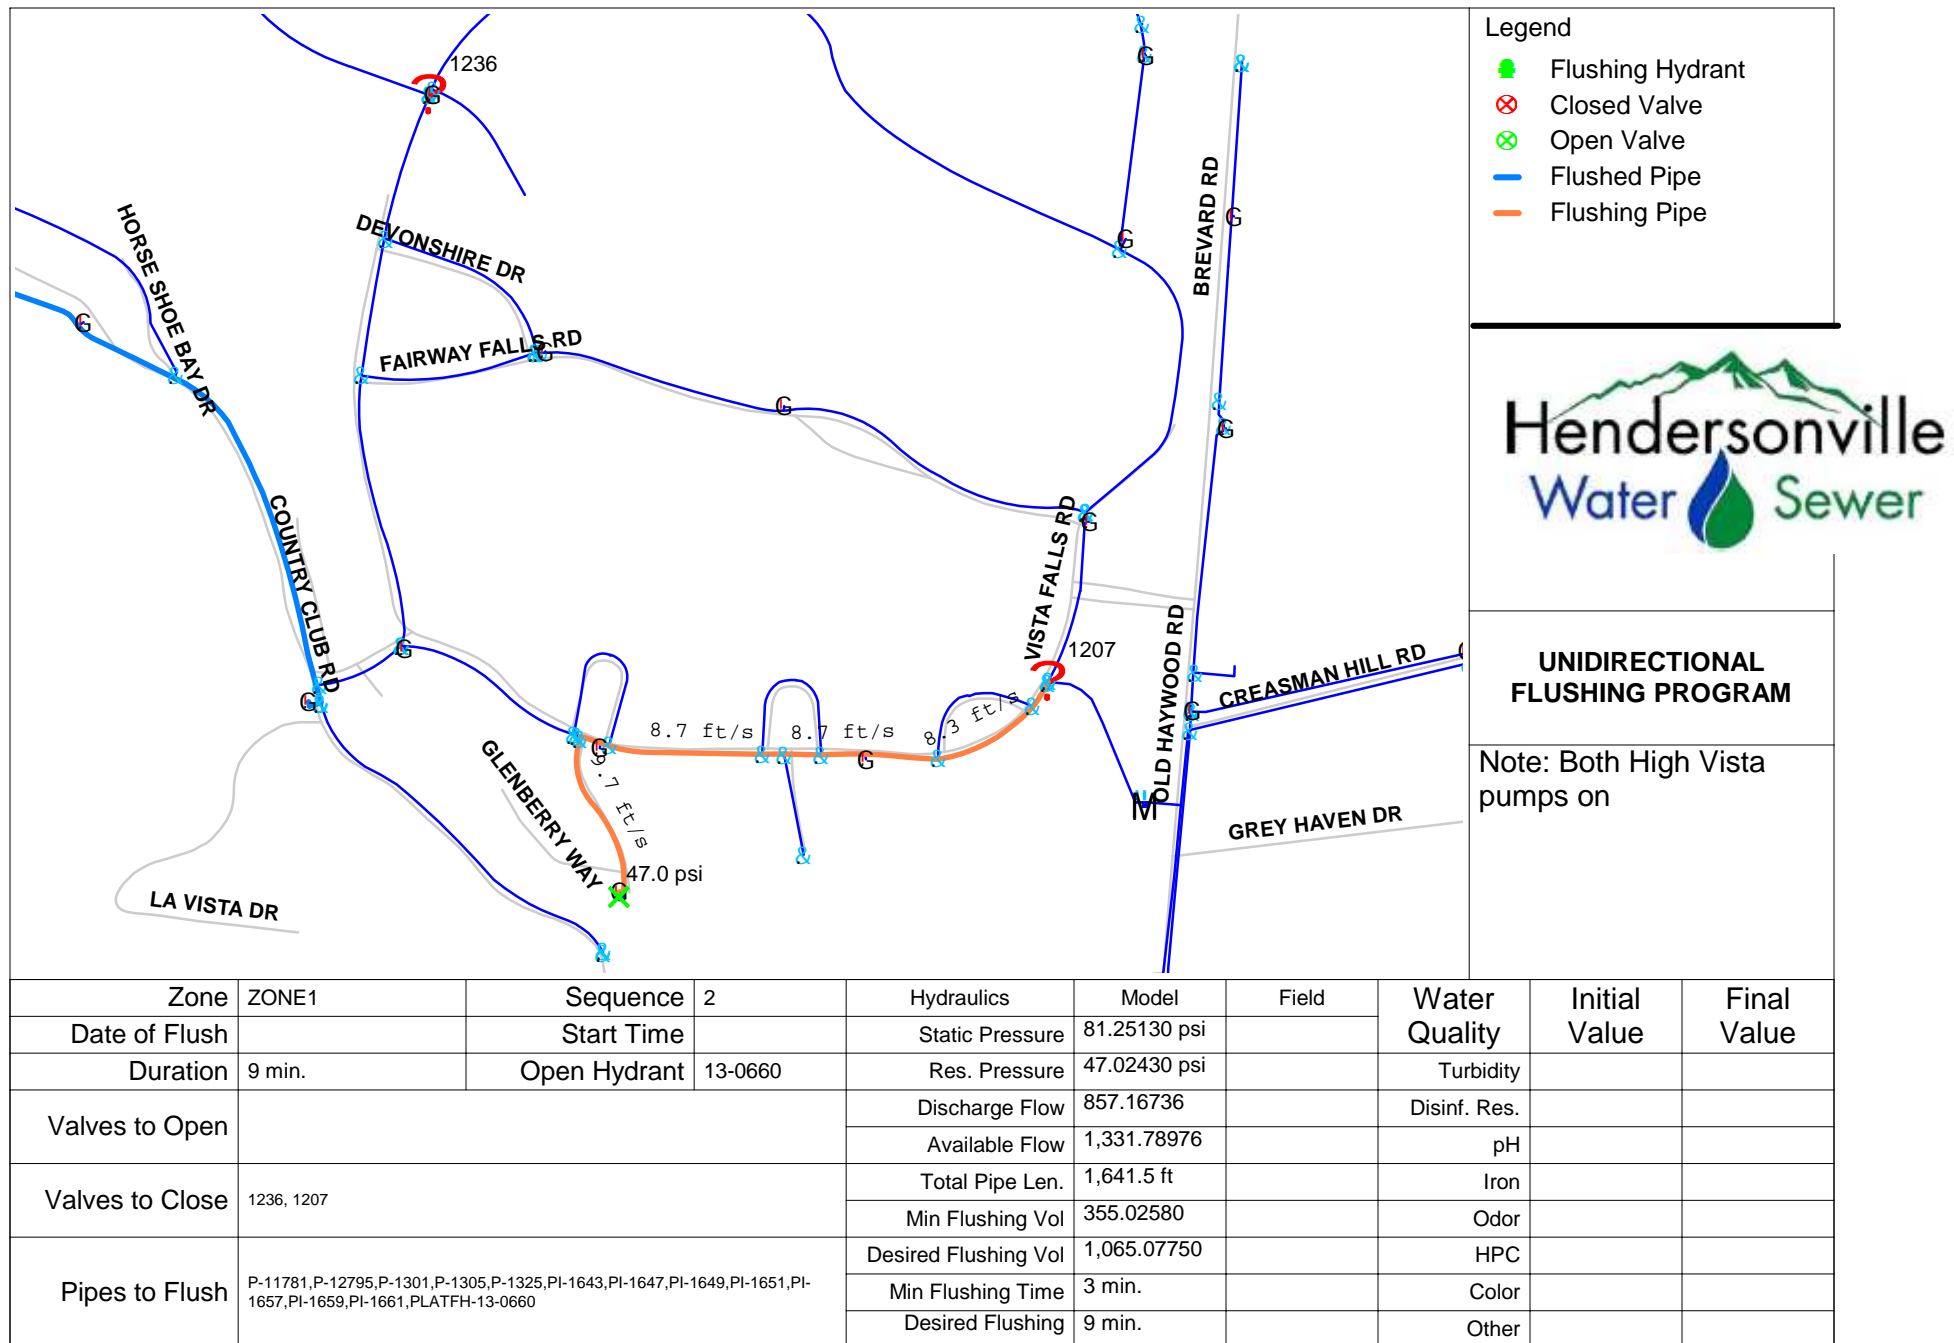 Legend
Flushing Hydrant
Closed Valve
Open Valve
Flushed Pipe
Flushing Pipe
1236
HORSE SHOE BAY DR
DEVONSHIRE DR
FAIRWAY FALLS RD
BREVARD RD
COUNTRY CLUB RD
VISTA FALLS RD
1207
OLD HAYWOOD RD
CREASMAN HILL RD
8.7 ft/s
8.7 ft/s
8.3 ft/s
9.7 ft/s
GLENBERRY WAY
47.0 psi
M
GREY HAVEN DR
LA VISTA DR
Hendersonville
Water Sewer
UNIDIRECTIONAL
FLUSHING PROGRAM
Note: Both High Vista
pumps on
Zone ZONE1 Sequence 2
Date of Flush Start Time
Duration 9 min. Open Hydrant 13-0660
Valves to Open
Valves to Close 1236, 1207
Pipes to Flush P-11781,P-12795,P-1301,P-1305,P-1325,PI-1643,PI-1647,PI-1649,PI-1651,PI-
1657,PI-1659,PI-1661,PLATFH-13-0660
Hydraulics Model Field
Static Pressure 81.25130 psi
Res. Pressure 47.02430 psi
Discharge Flow 857.16736
Available Flow 1,331.78976
Total Pipe Len. 1,641.5 ft
Min Flushing Vol 355.02580
Desired Flushing Vol 1,065.07750
Min Flushing Time 3 min.
Desired Flushing 9 min.
Water Quality Initial Value Final Value
Turbidity
Disinf. Res.
pH
Iron
Odor
HPC
Color
Other